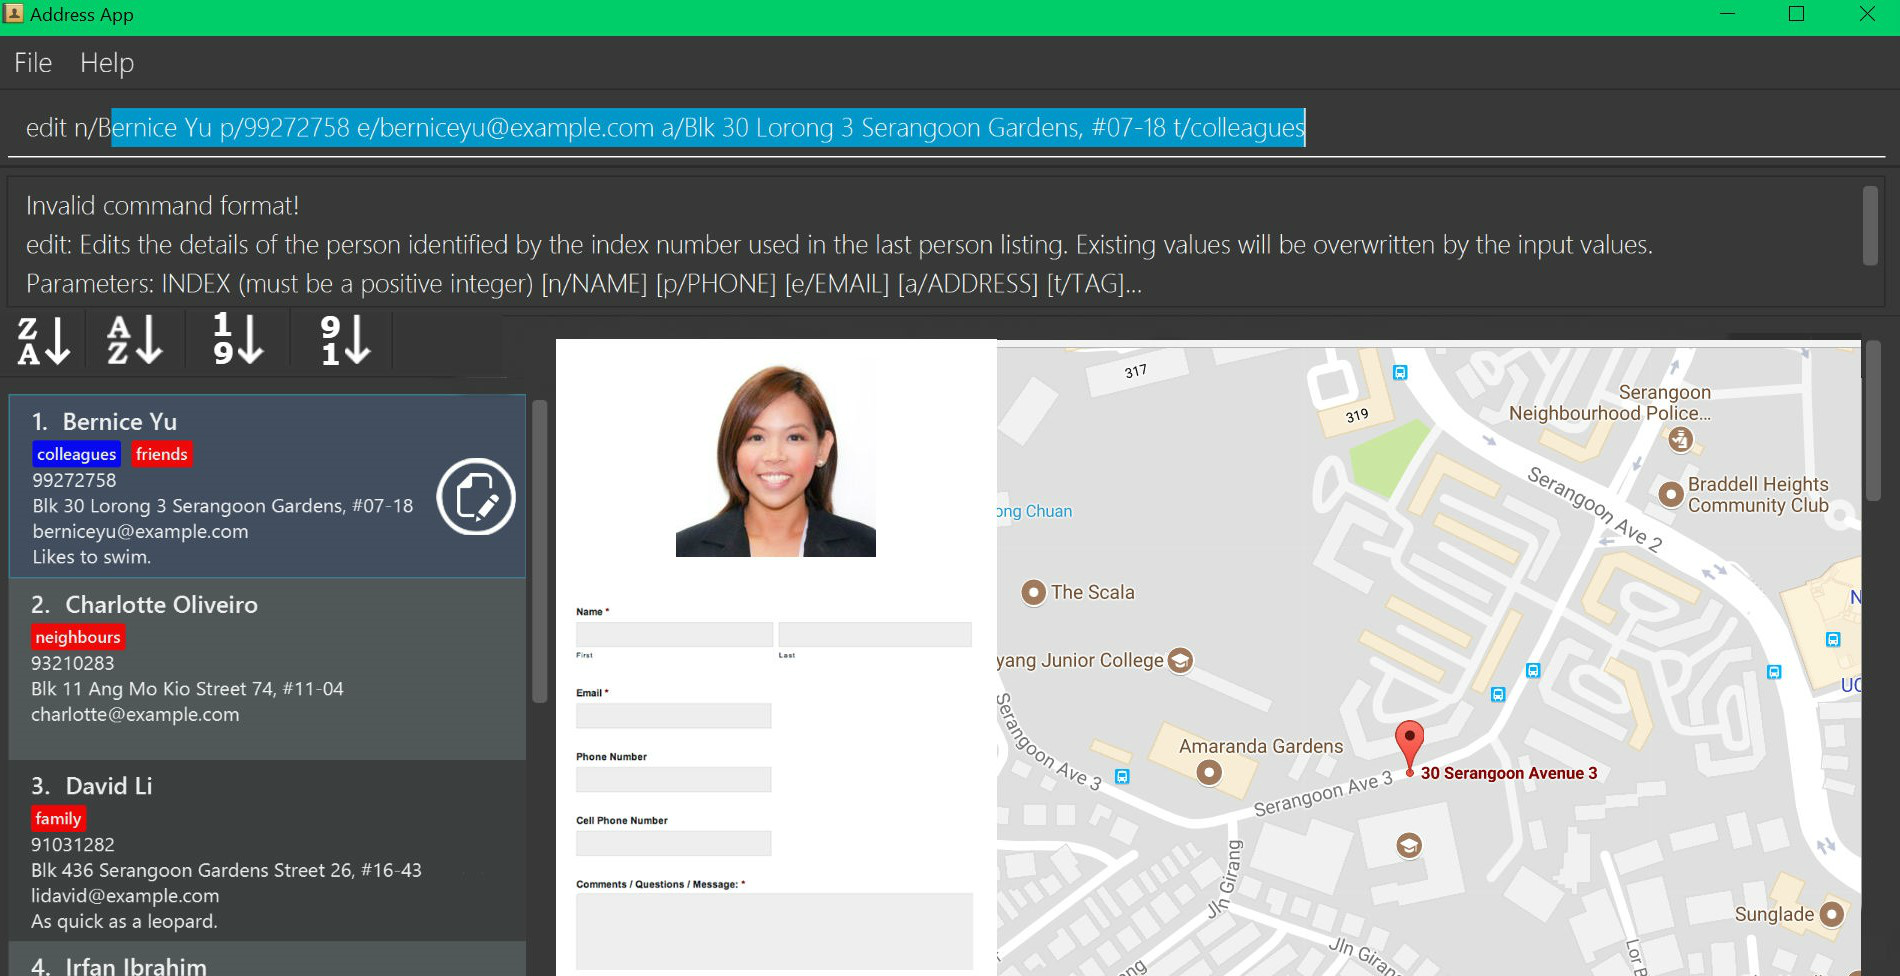 Address App
File Help
edit n/Bernice Yu p/99272758 e/berniceyu@example.com a/Blk 30 Lorong 3 Serangoon Gardens, #07-18 t/colleagues
Invalid command format!
edit: Edits the details of the person identified by the index number used in the last person listing. Existing values will be overwritten by the input values.
Parameters: INDEX (must be a positive integer) [n/NAME] [p/PHONE] [e/EMAIL] [a/ADDRESS] [t/TAG]...
Z A
A Z
1 9
9 1
1. Bernice Yu
colleagues friends
99272758
Blk 30 Lorong 3 Serangoon Gardens, #07-18
berniceyu@example.com
Likes to swim.
2. Charlotte Oliveiro
neighbours
93210283
Blk 11 Ang Mo Kio Street 74, #11-04
charlotte@example.com
3. David Li
family
91031282
Blk 436 Serangoon Gardens Street 26, #16-43
lidavid@example.com
As quick as a leopard.
4. Irfan Ibrahim
Name *
First Last
Email *
Phone Number
Cell Phone Number
Comments / Questions / Message: *
317
319
Serangoon
Neighbourhood Police...
Braddell Heights
Community Club
Serangoon Ave 2
ong Chuan
The Scala
yang Junior College
Serangoon Ave 3
Amaranda Gardens
Serangoon Ave 3
30 Serangoon Avenue 3
N
UC
Jln Girang
Jln Girang
Sunglade
Lor P
ng